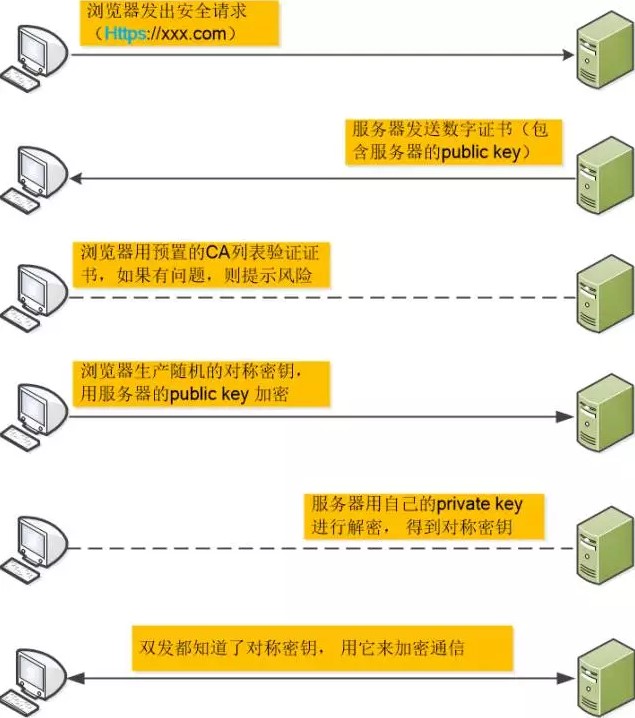 浏览器发出安全请求
（Https://xxx.com）
服务器发送数字证书（包
含服务器的public key）
浏览器用预置的CA列表验证证
书，如果有问题，则提示风险
浏览器生产随机的对称密钥，
用服务器的public key 加密
服务器用自己的private key
进行解密， 得到对称密钥
双发都知道了对称密钥， 用它来加密通信